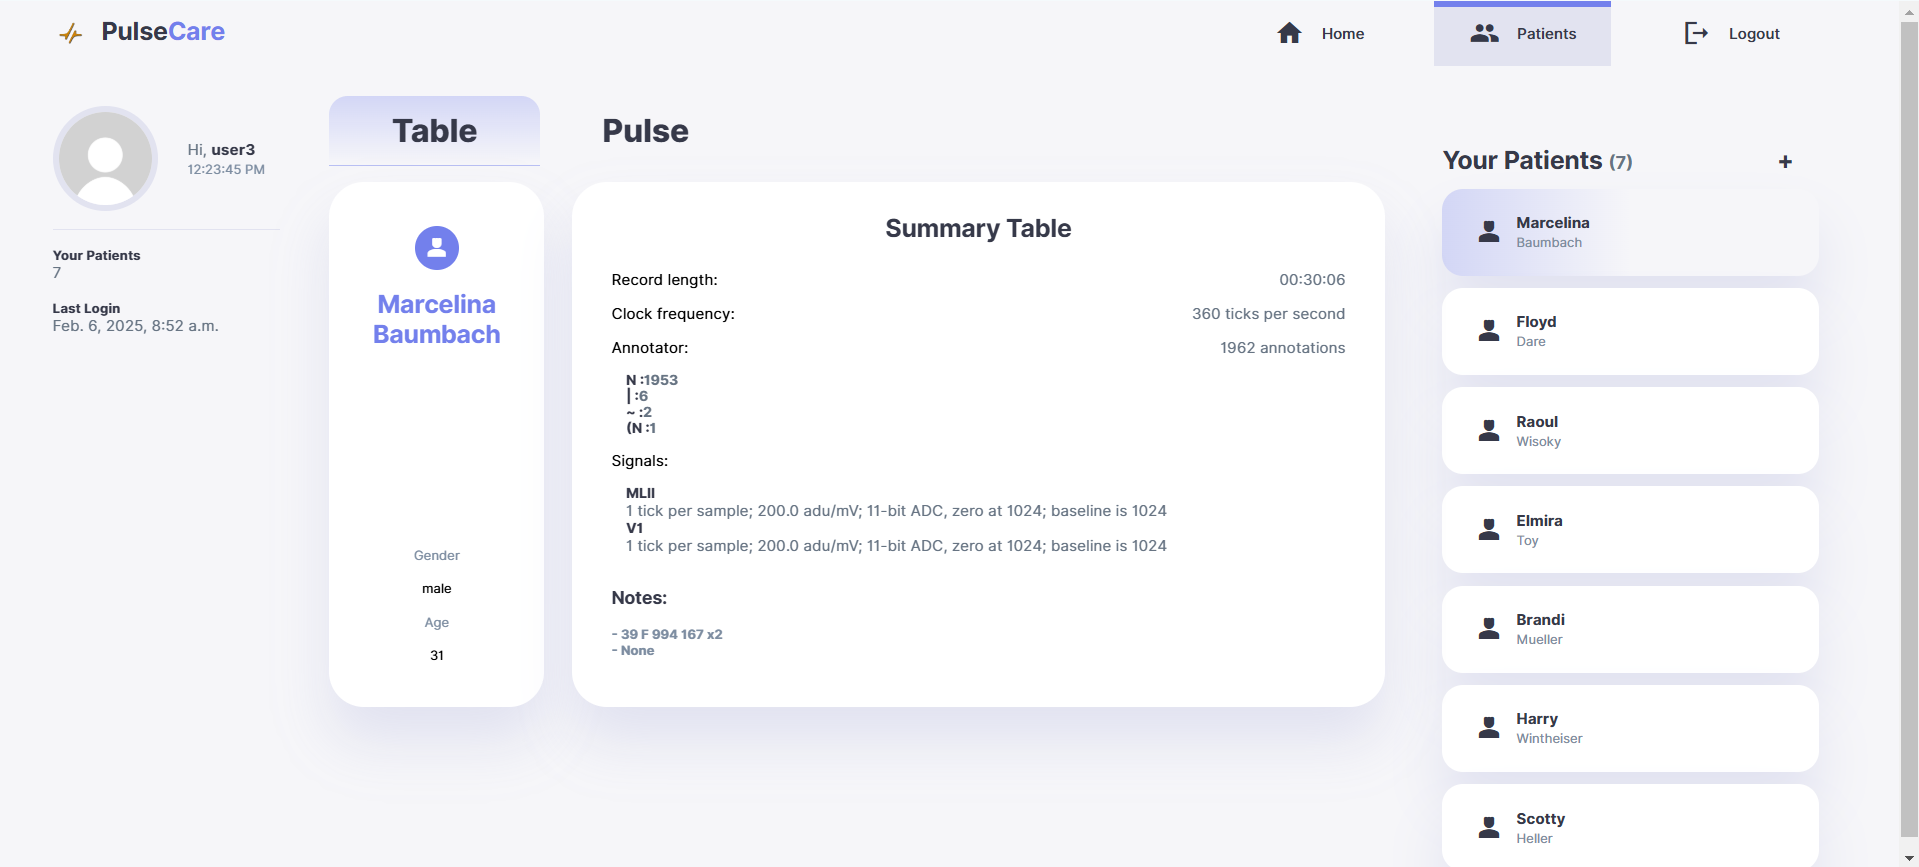 PulseCare
Home
Patients
Logout
Hi, user3
12:23:45 PM
Your Patients
7
Last Login
Feb. 6, 2025, 8:52 a.m.
Table
Pulse
Marcelina
Baumbach
Gender
male
Age
31
Summary Table
Record length: 00:30:06
Clock frequency: 360 ticks per second
Annotator: 1962 annotations
N :1953
| :6
~ :2
(N :1
Signals:
MLII
1 tick per sample; 200.0 adu/mV; 11-bit ADC, zero at 1024; baseline is 1024
V1
1 tick per sample; 200.0 adu/mV; 11-bit ADC, zero at 1024; baseline is 1024
Notes:
- 39 F 994 167 x2
- None
Your Patients (7) +
Marcelina
Baumbach
Floyd
Dare
Raoul
Wisoky
Elmira
Toy
Brandi
Mueller
Harry
Wintheiser
Scotty
Heller